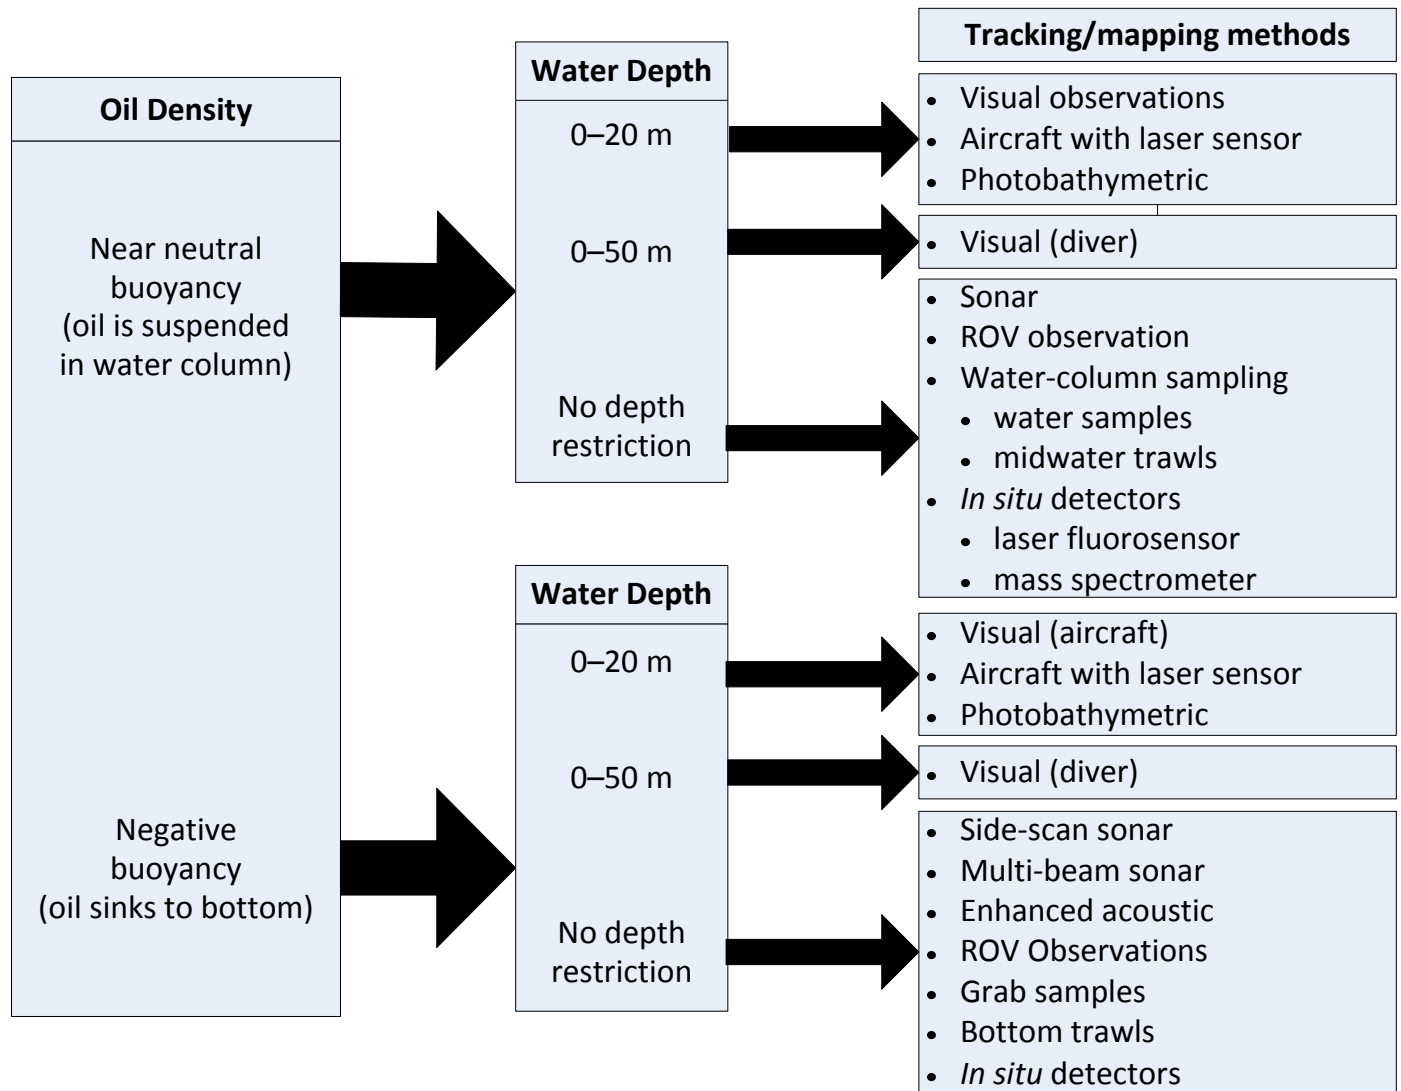 Oil Density
Near neutral
buoyancy
(oil is suspended
in water column)
Negative
buoyancy
(oil sinks to bottom)
Water Depth
0–20 m
0–50 m
No depth
restriction
Water Depth
0–20 m
0–50 m
No depth
restriction
Tracking/mapping methods
• Visual observations
• Aircraft with laser sensor
• Photobathymetric
• Visual (diver)
• Sonar
• ROV observation
• Water-column sampling
• water samples
• midwater trawls
• In situ detectors
• laser fluorosensor
• mass spectrometer
• Visual (aircraft)
• Aircraft with laser sensor
• Photobathymetric
• Visual (diver)
• Side-scan sonar
• Multi-beam sonar
• Enhanced acoustic
• ROV Observations
• Grab samples
• Bottom trawls
• In situ detectors